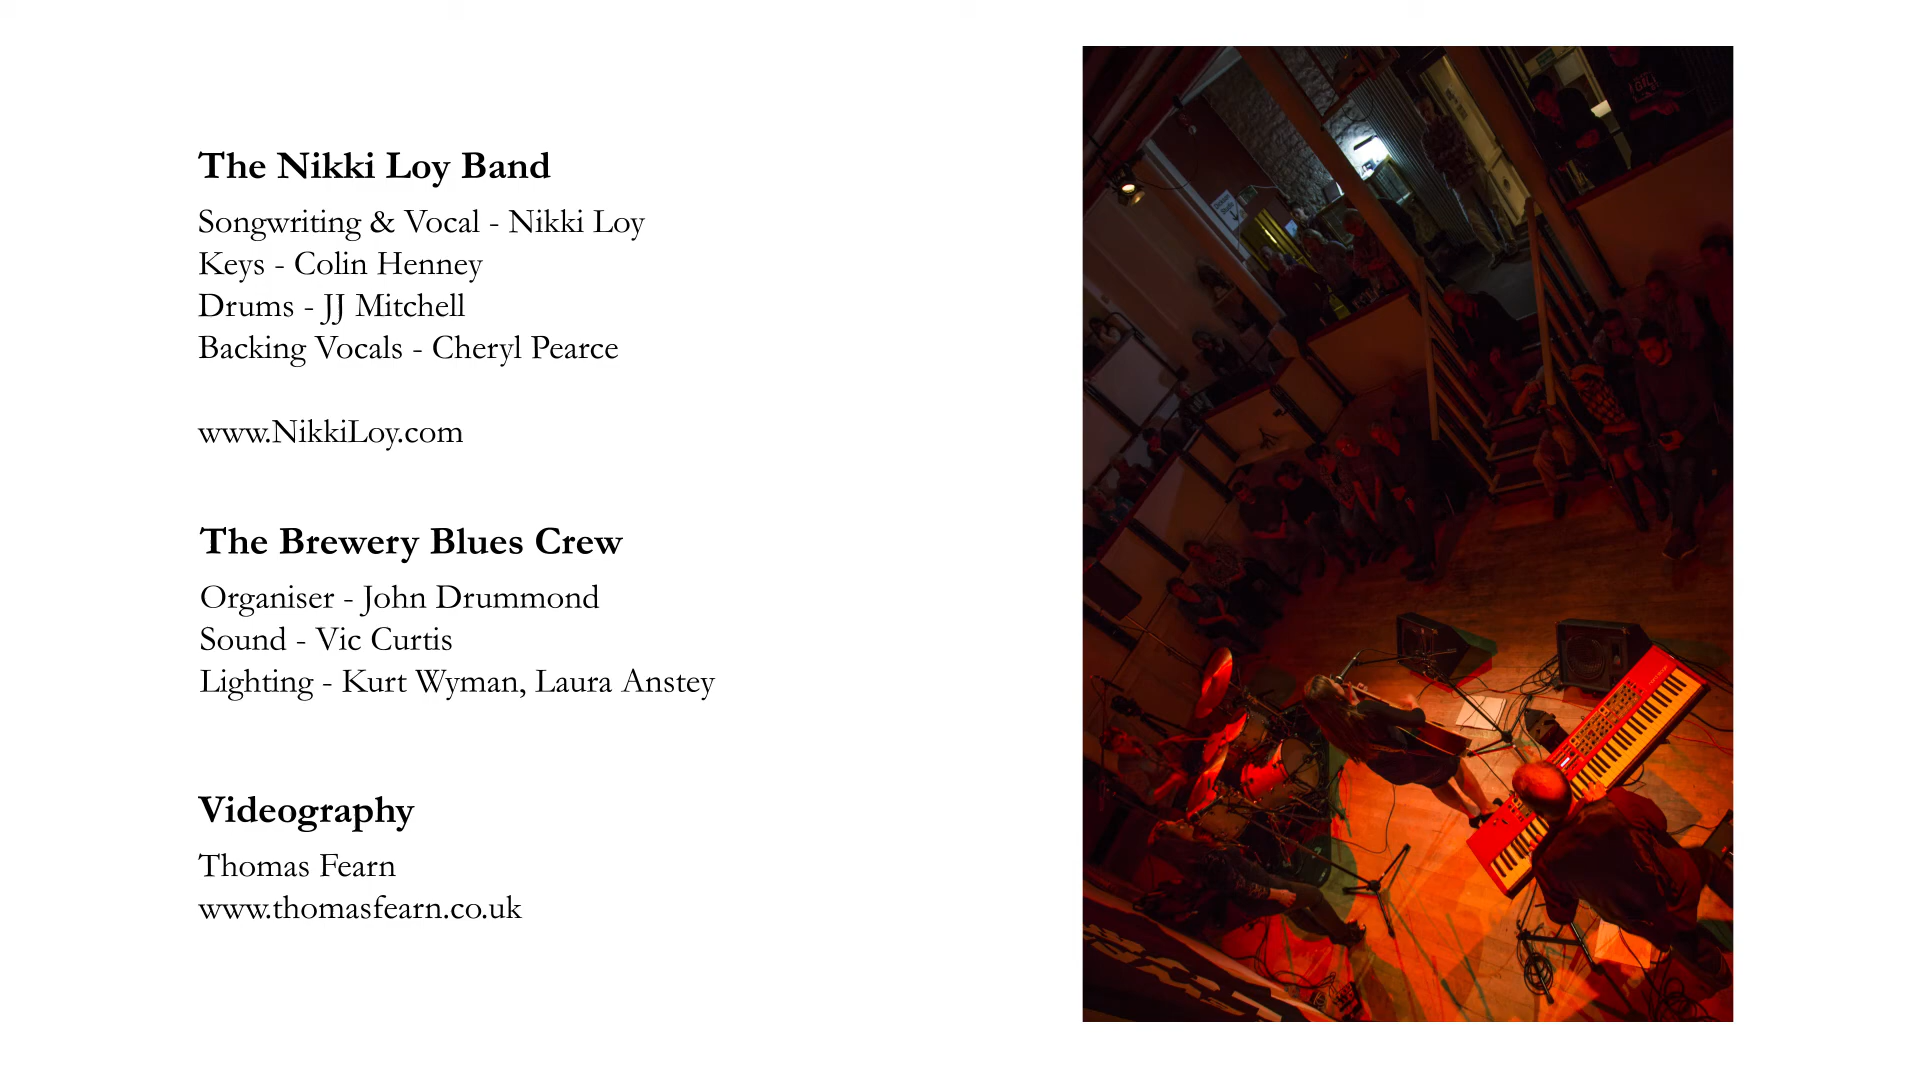 The Nikki Loy Band
Songwriting & Vocal - Nikki Loy
Keys - Colin Henney
Drums - JJ Mitchell
Backing Vocals - Cheryl Pearce
www.NikkiLoy.com
The Brewery Blues Crew
Organiser - John Drummond
Sound - Vic Curtis
Lighting - Kurt Wyman, Laura Anstey
Videography
Thomas Fearn
www.thomasfearn.co.uk